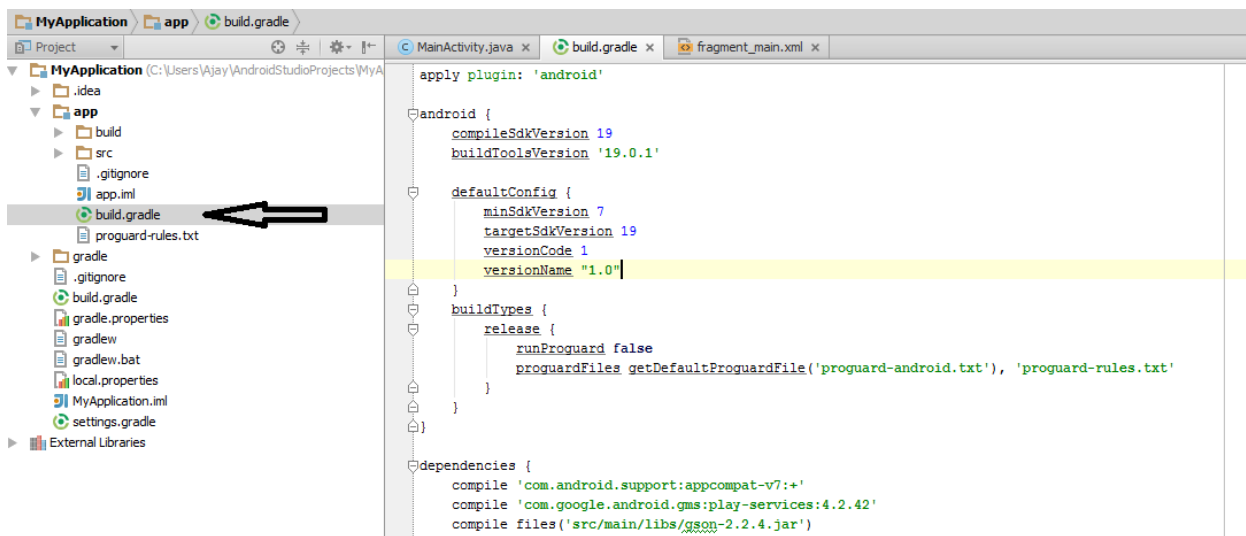 MyApplication app build.gradle
Project
MyApplication (C:\Users\Ajay\AndroidStudioProjects\MyA
.idea
app
build
src
.gitignore
app.iml
build.gradle
proguard-rules.txt
gradle
.gitignore
build.gradle
gradle.properties
gradlew
gradlew.bat
local.properties
MyApplication.iml
settings.gradle
External Libraries
MainActivity.java build.gradle fragment_main.xml
apply plugin: 'android'
android {
compileSdkVersion 19
buildToolsVersion '19.0.1'
defaultConfig {
minSdkVersion 7
targetSdkVersion 19
versionCode 1
versionName "1.0"
}
buildTypes {
release {
runProguard false
proguardFiles getDefaultProguardFile('proguard-android.txt'), 'proguard-rules.txt'
}
}
}
dependencies {
compile 'com.android.support:appcompat-v7:+'
compile 'com.google.android.gms:play-services:4.2.42'
compile files('src/main/libs/gson-2.2.4.jar')